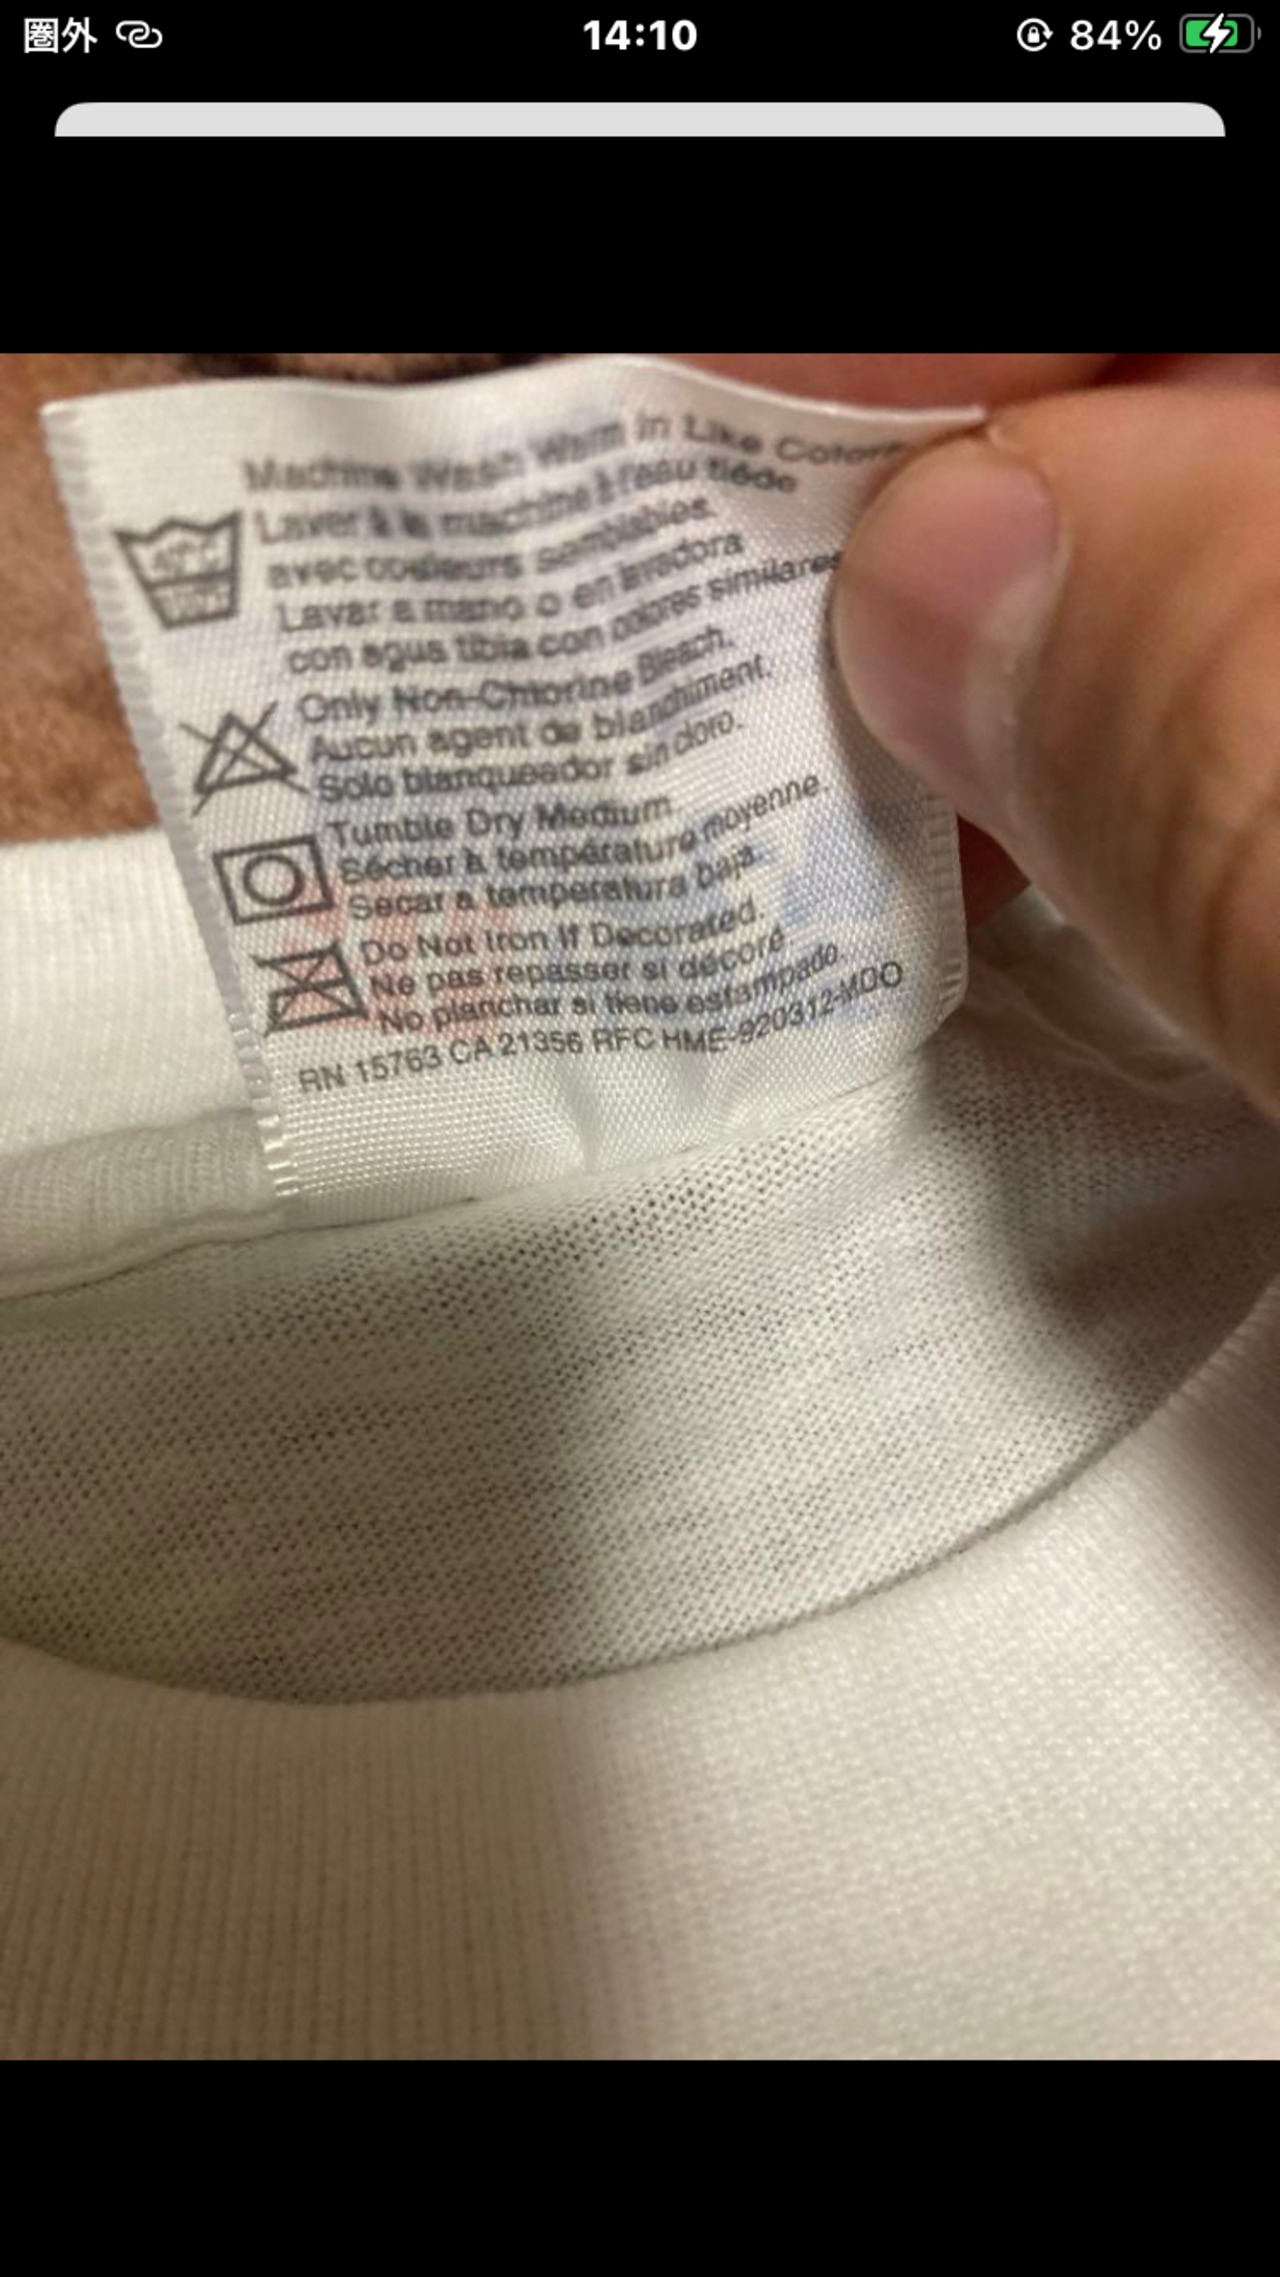 圏外 14:10 84%
Machine Wash Warm in Like Colors
Laver à la machine à l'eau tiède
avec couleurs semblables
Lavar a mano o en lavadora
con agua tibia con colores similares
Only Non-Chlorine Bleach.
Aucun agent de blanchiment.
Solo blanqueador sin cloro.
Tumble Dry Medium.
Sécher à température moyenne.
Secar a temperatura baja.
Do Not Iron If Decorated.
Ne pas repasser si décoré.
No planchar si tiene estampado.
RN 15763 CA 21356 RFC HME-920312-MDO